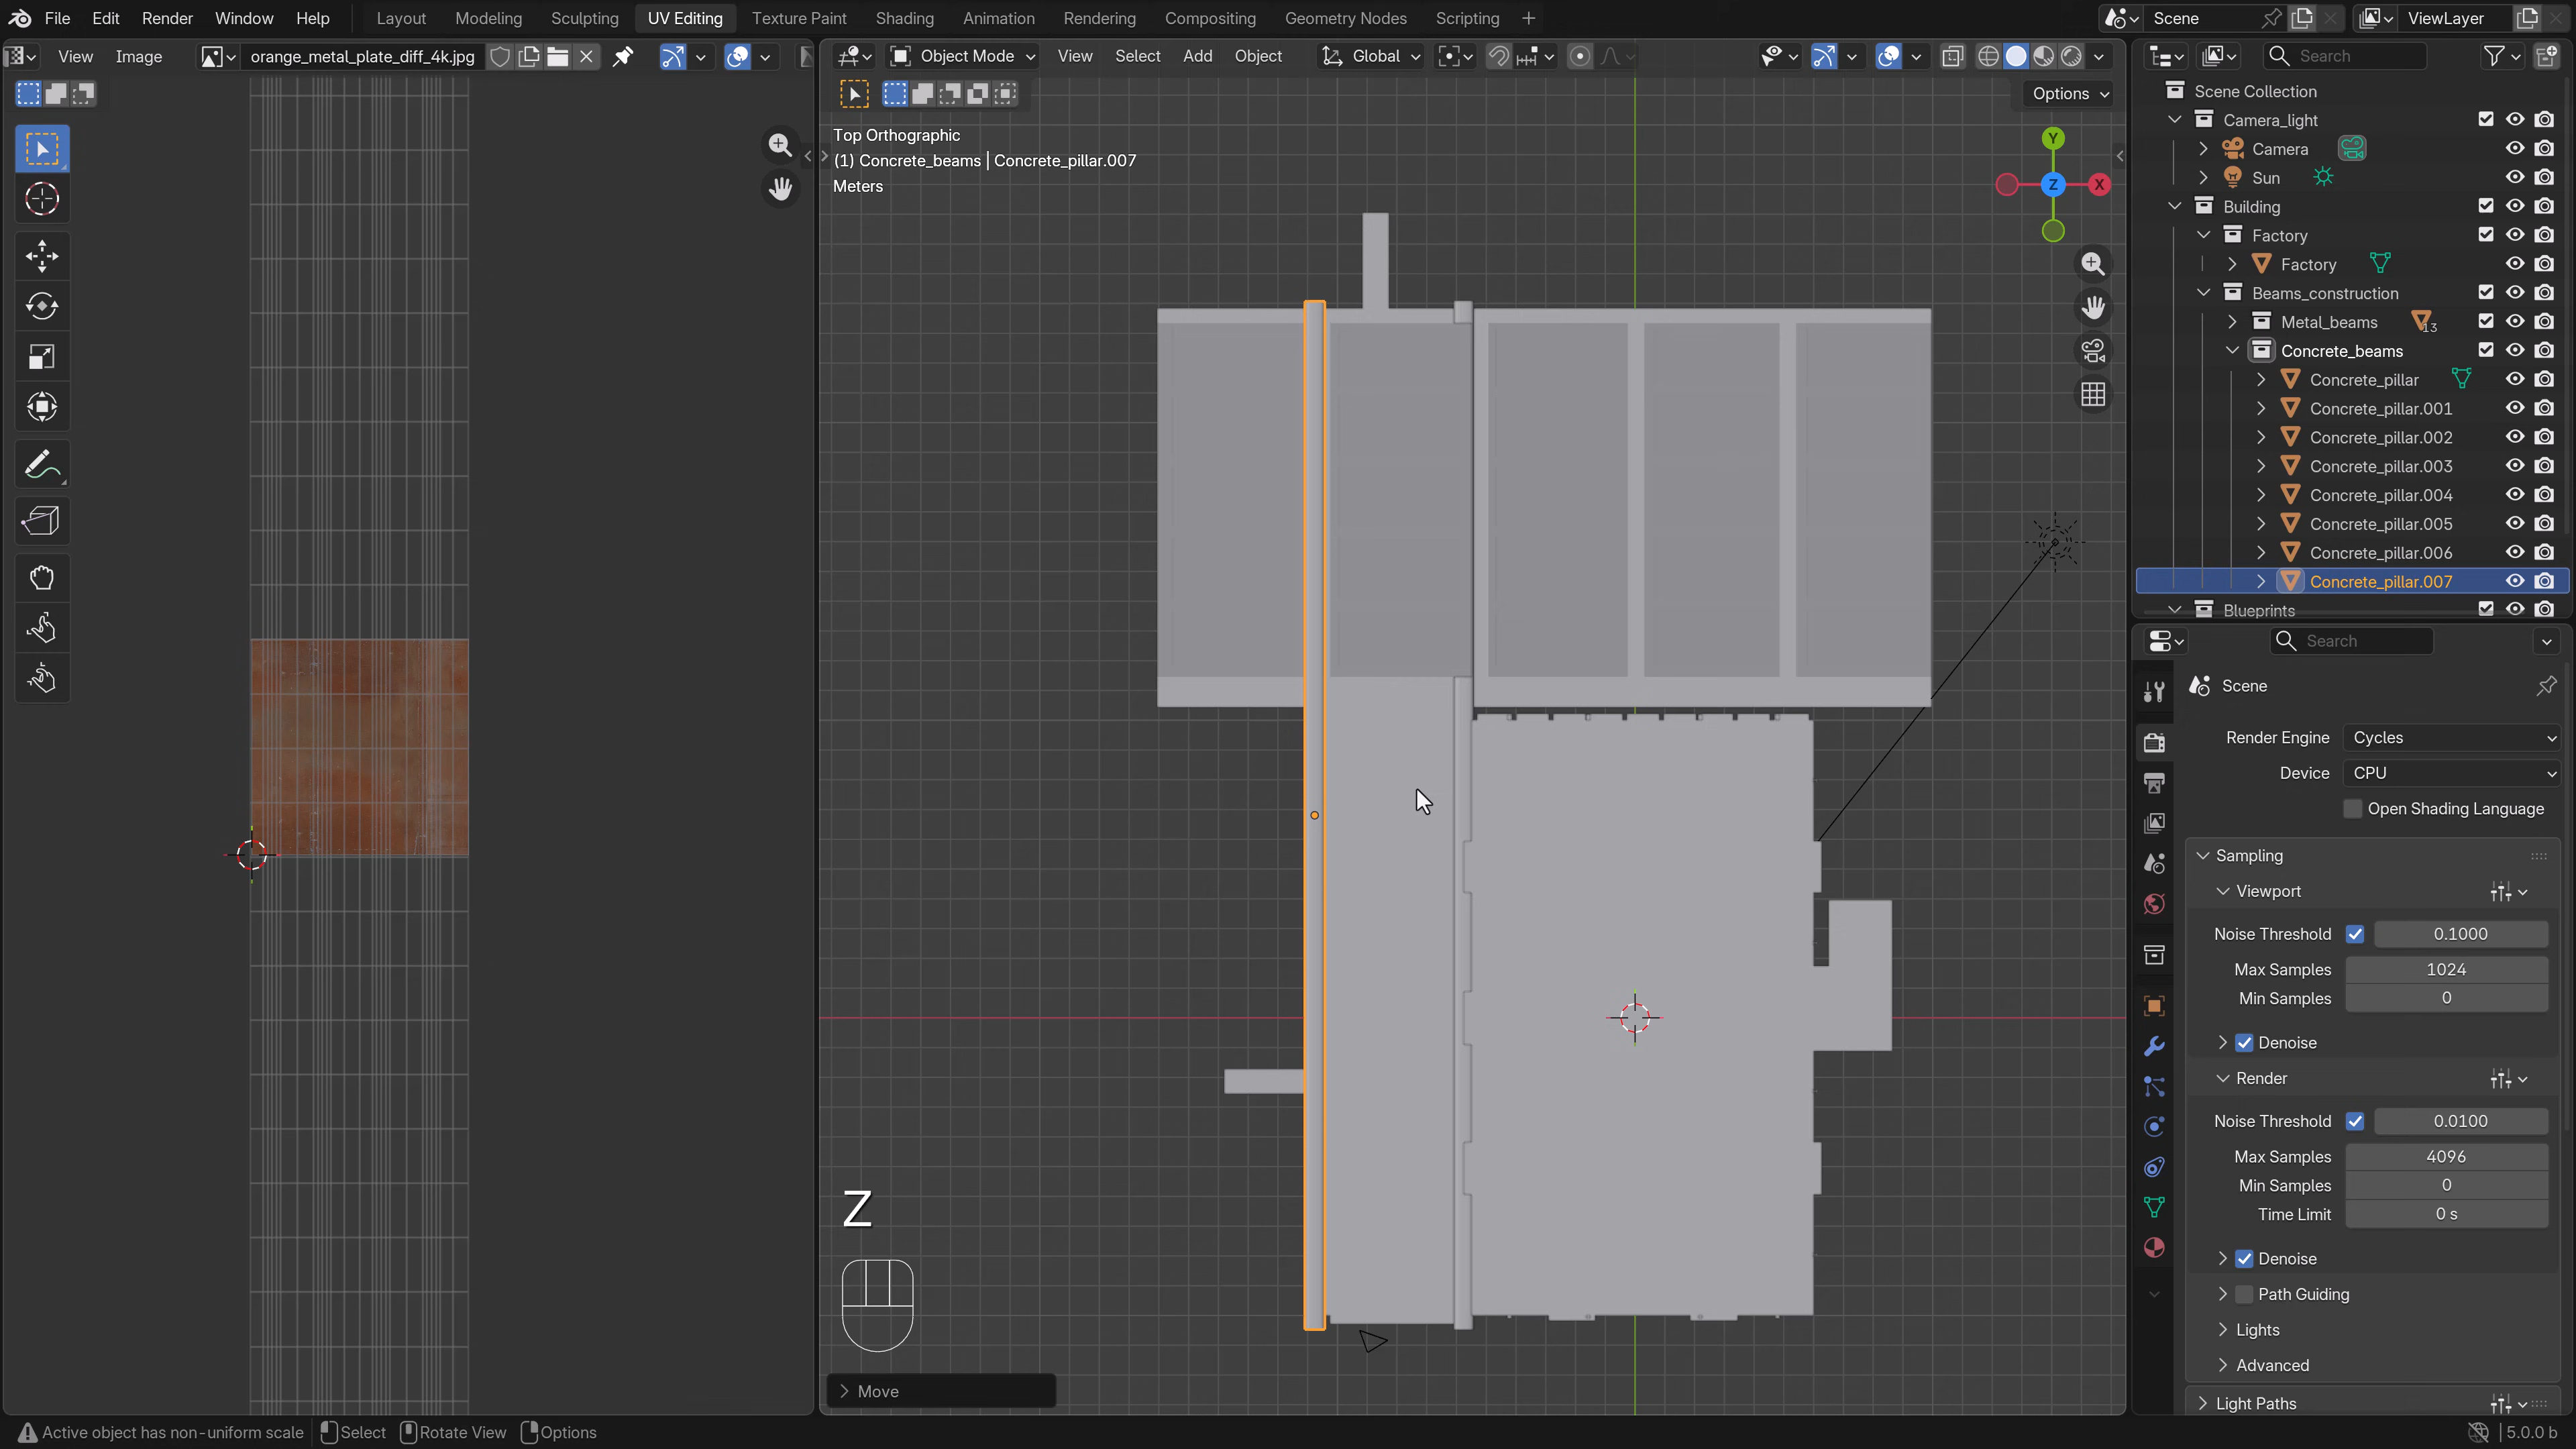 File Edit Render Window Help Layout Modeling Sculpting UV Editing Texture Paint Shading Animation Rendering Compositing Geometry Nodes Scripting + Scene ViewLayer
View Image orange_metal_plate_diff_4k.jpg Object Mode View Select Add Object Global Search
Options
Top Orthographic
(1) Concrete_beams | Concrete_pillar.007
Meters
Y
Z
X
Scene Collection
Camera_light
Camera
Sun
Building
Factory
Factory
Beams_construction
Metal_beams 13
Concrete_beams
Concrete_pillar
Concrete_pillar.001
Concrete_pillar.002
Concrete_pillar.003
Concrete_pillar.004
Concrete_pillar.005
Concrete_pillar.006
Concrete_pillar.007
Blueprints
Search
Scene
Render Engine Cycles
Device CPU
Open Shading Language
Sampling
Viewport
Noise Threshold 0.1000
Max Samples 1024
Min Samples 0
Denoise
Render
Noise Threshold 0.0100
Max Samples 4096
Min Samples 0
Time Limit 0 s
Denoise
Path Guiding
Lights
Advanced
Light Paths
Z
Move
Active object has non-uniform scale Select Rotate View Options 5.0.0 b